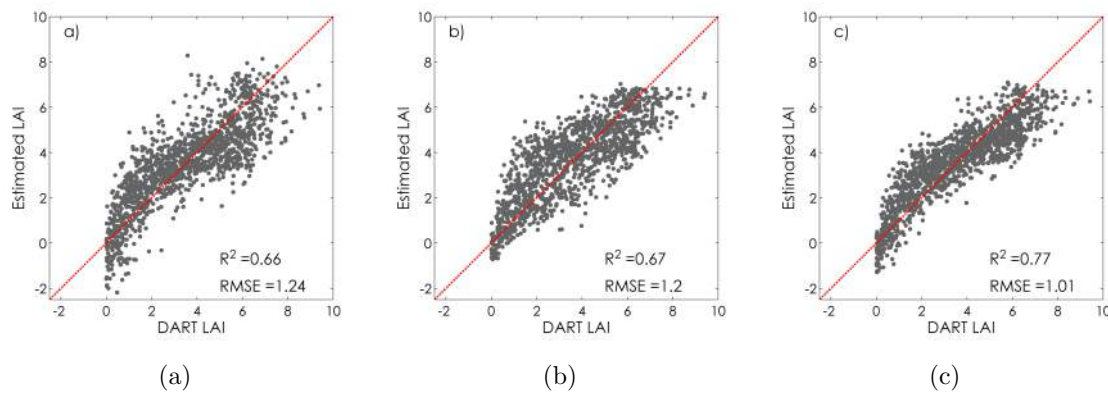 a)
Estimated LAI
10
8
6
4
2
0
-2
R² =0.66
RMSE =1.24
-2 0 2 4 6 8 10
DART LAI
(a)
b)
Estimated LAI
10
8
6
4
2
0
-2
R² =0.67
RMSE =1.2
-2 0 2 4 6 8 10
DART LAI
(b)
c)
Estimated LAI
10
8
6
4
2
0
-2
R² =0.77
RMSE =1.01
-2 0 2 4 6 8 10
DART LAI
(c)